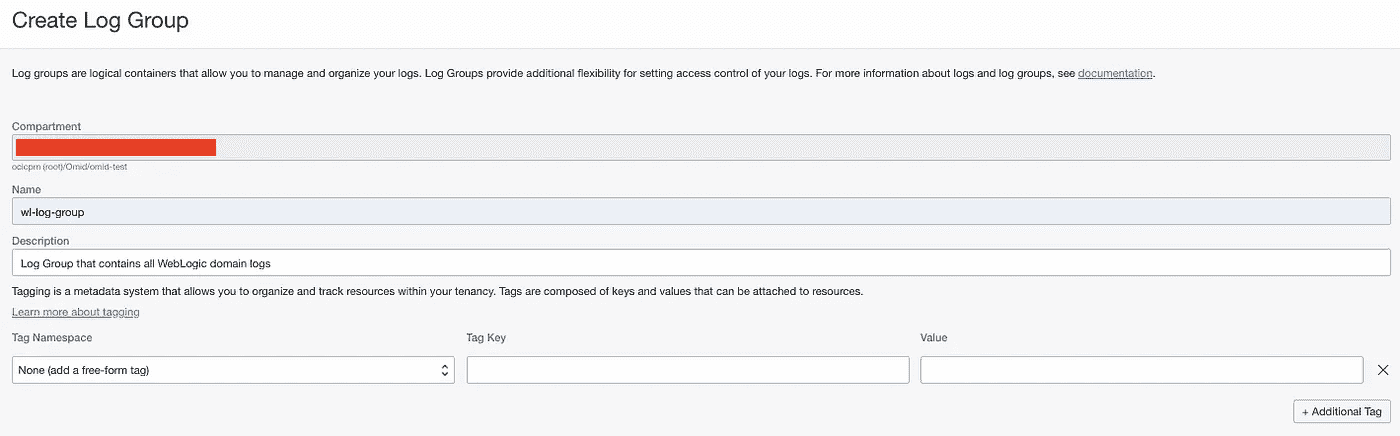 Create Log Group
Log groups are logical containers that allow you to manage and organize your logs. Log Groups provide additional flexibility for setting access control of your logs. For more information about logs and log groups, see documentation.
Compartment
ocicpm (root)/Omid/omid-test
Name
wl-log-group
Description
Log Group that contains all WebLogic domain logs
Tagging is a metadata system that allows you to organize and track resources within your tenancy. Tags are composed of keys and values that can be attached to resources.
Learn more about tagging
Tag Namespace Tag Key Value
None (add a free-form tag)
+ Additional Tag